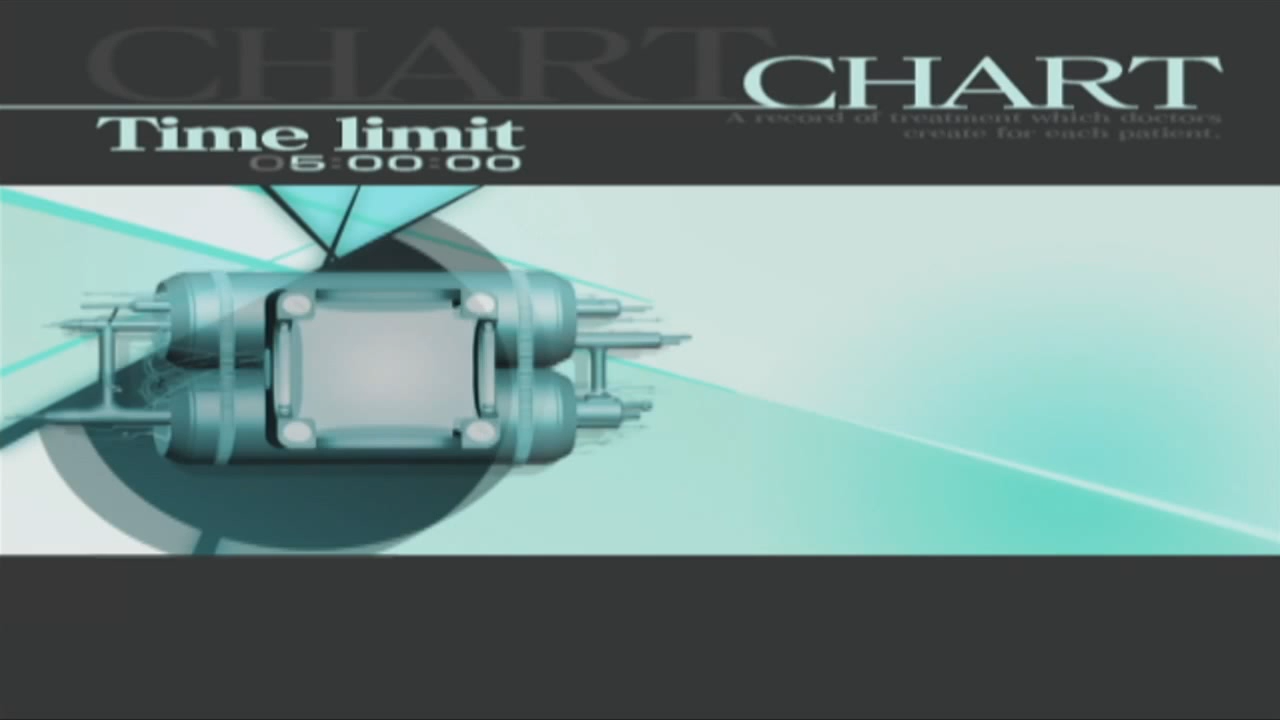 CHART
CHART
A record of treatment which doctors
create for each patient.
Time limit
05:00:00